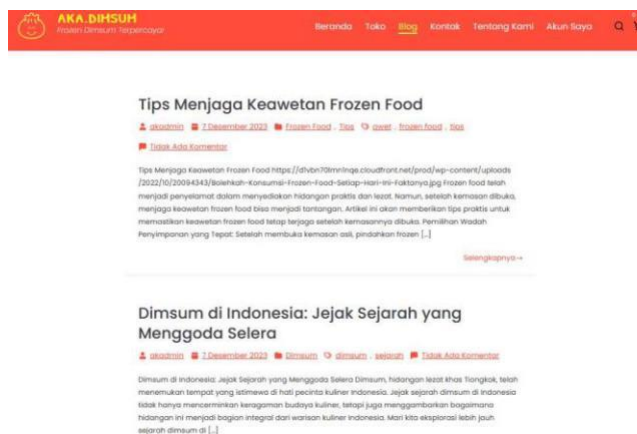 AKA.DIMSUM
Frozen Dimsum Terpercaya!
Beranda Toko Blog Kontak Tentang Kami Akun Saya
Tips Menjaga Keawetan Frozen Food
akadmin 7 Desember 2023 Frozen Food, Tips awet, frozen food, tips
Tidak Ada Komentar
Tips Menjaga Keawetan Frozen Food https://d1vbn70lmn1nqe.cloudfront.net/prod/wp-content/uploads
/2022/10/20094343/Bolehkah-Konsumsi-Frozen-Food-Setiap-Hari-Ini-Faktanya.jpg Frozen food telah
menjadi penyelamat dalam menyediakan hidangan praktis dan lezat. Namun, setelah kemasan dibuka,
menjaga keawetan frozen food bisa menjadi tantangan. Artikel ini akan memberikan tips praktis untuk
memastikan keawetan frozen food tetap terjaga setelah kemasannya dibuka. Pemilihan Wadah
Penyimpanan yang Tepat: Setelah membuka kemasan asli, pindahkan frozen [...]
Selengkapnya→
Dimsum di Indonesia: Jejak Sejarah yang
Menggoda Selera
akadmin 7 Desember 2023 Dimsum dimsum, sejarah Tidak Ada Komentar
Dimsum di Indonesia: Jejak Sejarah yang Menggoda Selera Dimsum, hidangan lezat khas Tiongkok, telah
menemukan tempat yang istimewa di hati pecinta kuliner Indonesia. Jejak sejarah dimsum di Indonesia
tidak hanya mencerminkan keragaman budaya kuliner, tetapi juga menggambarkan bagaimana
hidangan ini menjadi bagian integral dari warisan kuliner Indonesia. Mari kita eksplorasi lebih jauh
sejarah dimsum di [...]